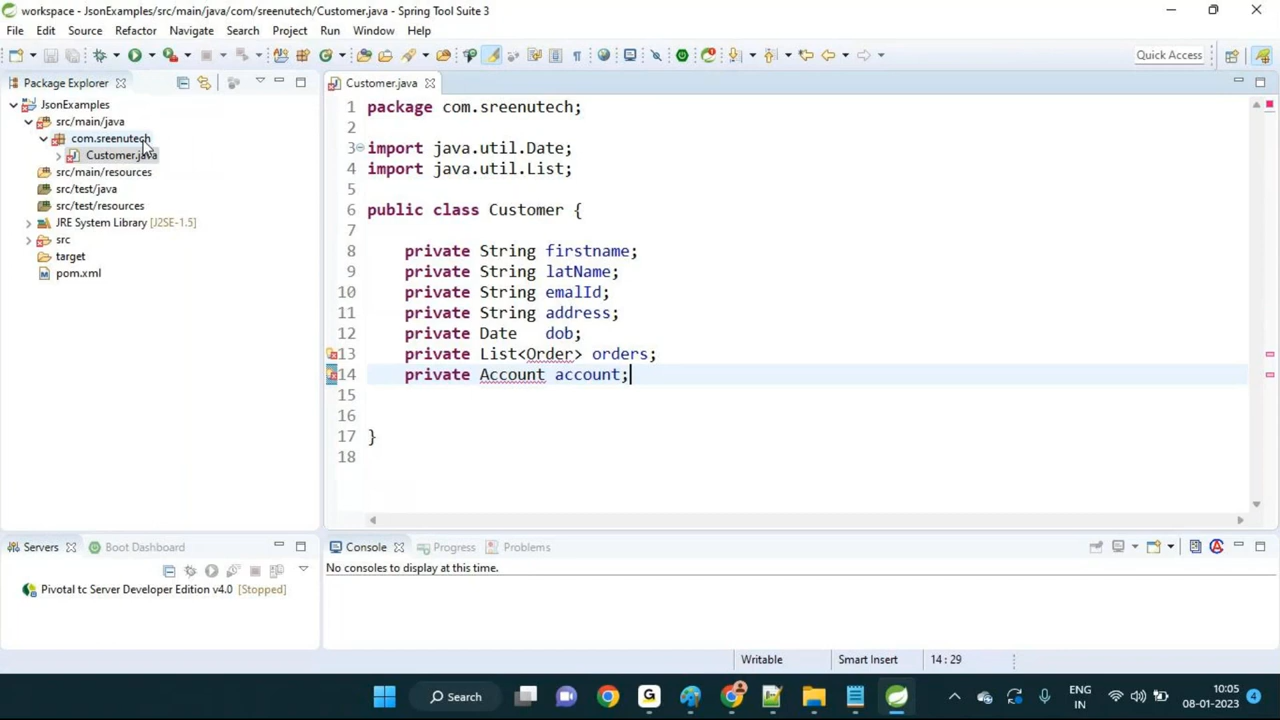 workspace - JsonExamples/src/main/java/com/sreenutech/Customer.java - Spring Tool Suite 3
File Edit Source Refactor Navigate Search Project Run Window Help
Quick Access
Package Explorer
JsonExamples
src/main/java
com.sreenutech
Customer.java
src/main/resources
src/test/java
src/test/resources
JRE System Library [J2SE-1.5]
src
target
pom.xml
Customer.java
1 package com.sreenutech;
2
3 import java.util.Date;
4 import java.util.List;
5
6 public class Customer {
7
8 private String firstname;
9 private String latName;
10 private String emalId;
11 private String address;
12 private Date dob;
13 private List<Order> orders;
14 private Account account;
15
16
17 }
18
Servers Boot Dashboard
Pivotal tc Server Developer Edition v4.0 [Stopped]
Console Progress Problems
No consoles to display at this time.
Writable Smart Insert 14 : 29
Search
ENG
IN
10:05
08-01-2023
4